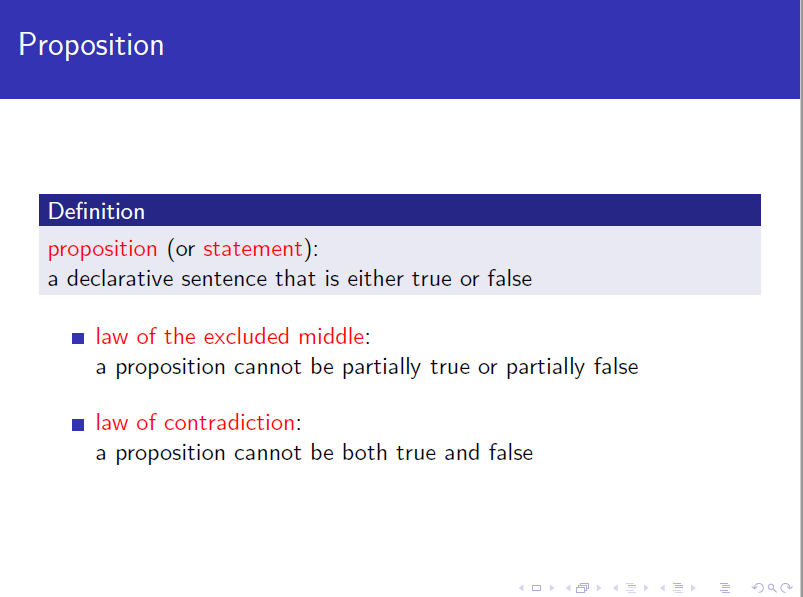 Proposition
Definition
proposition (or statement):
a declarative sentence that is either true or false
law of the excluded middle:
a proposition cannot be partially true or partially false
law of contradiction:
a proposition cannot be both true and false